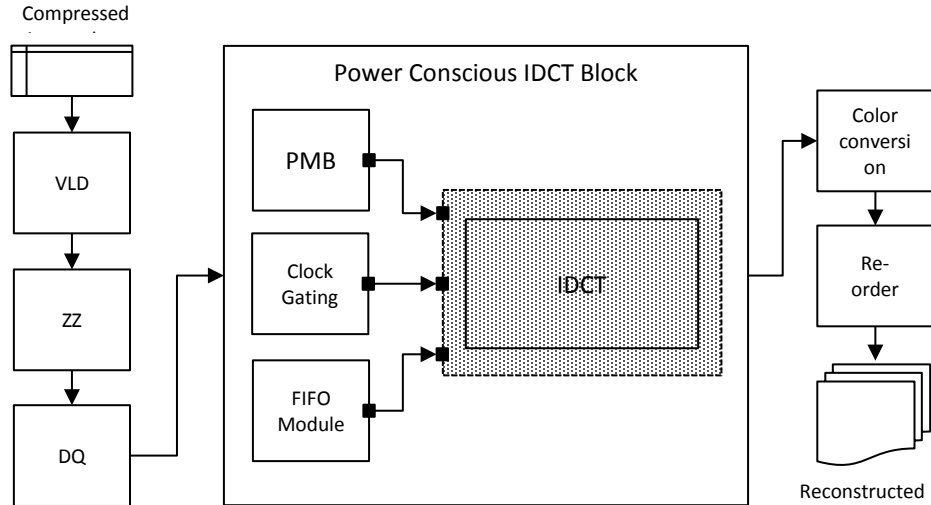 Compressed
VLD
ZZ
DQ
Power Conscious IDCT Block
PMB
Clock
Gating
FIFO
Module
IDCT
Color
conversi
on
Re-
order
Reconstructed